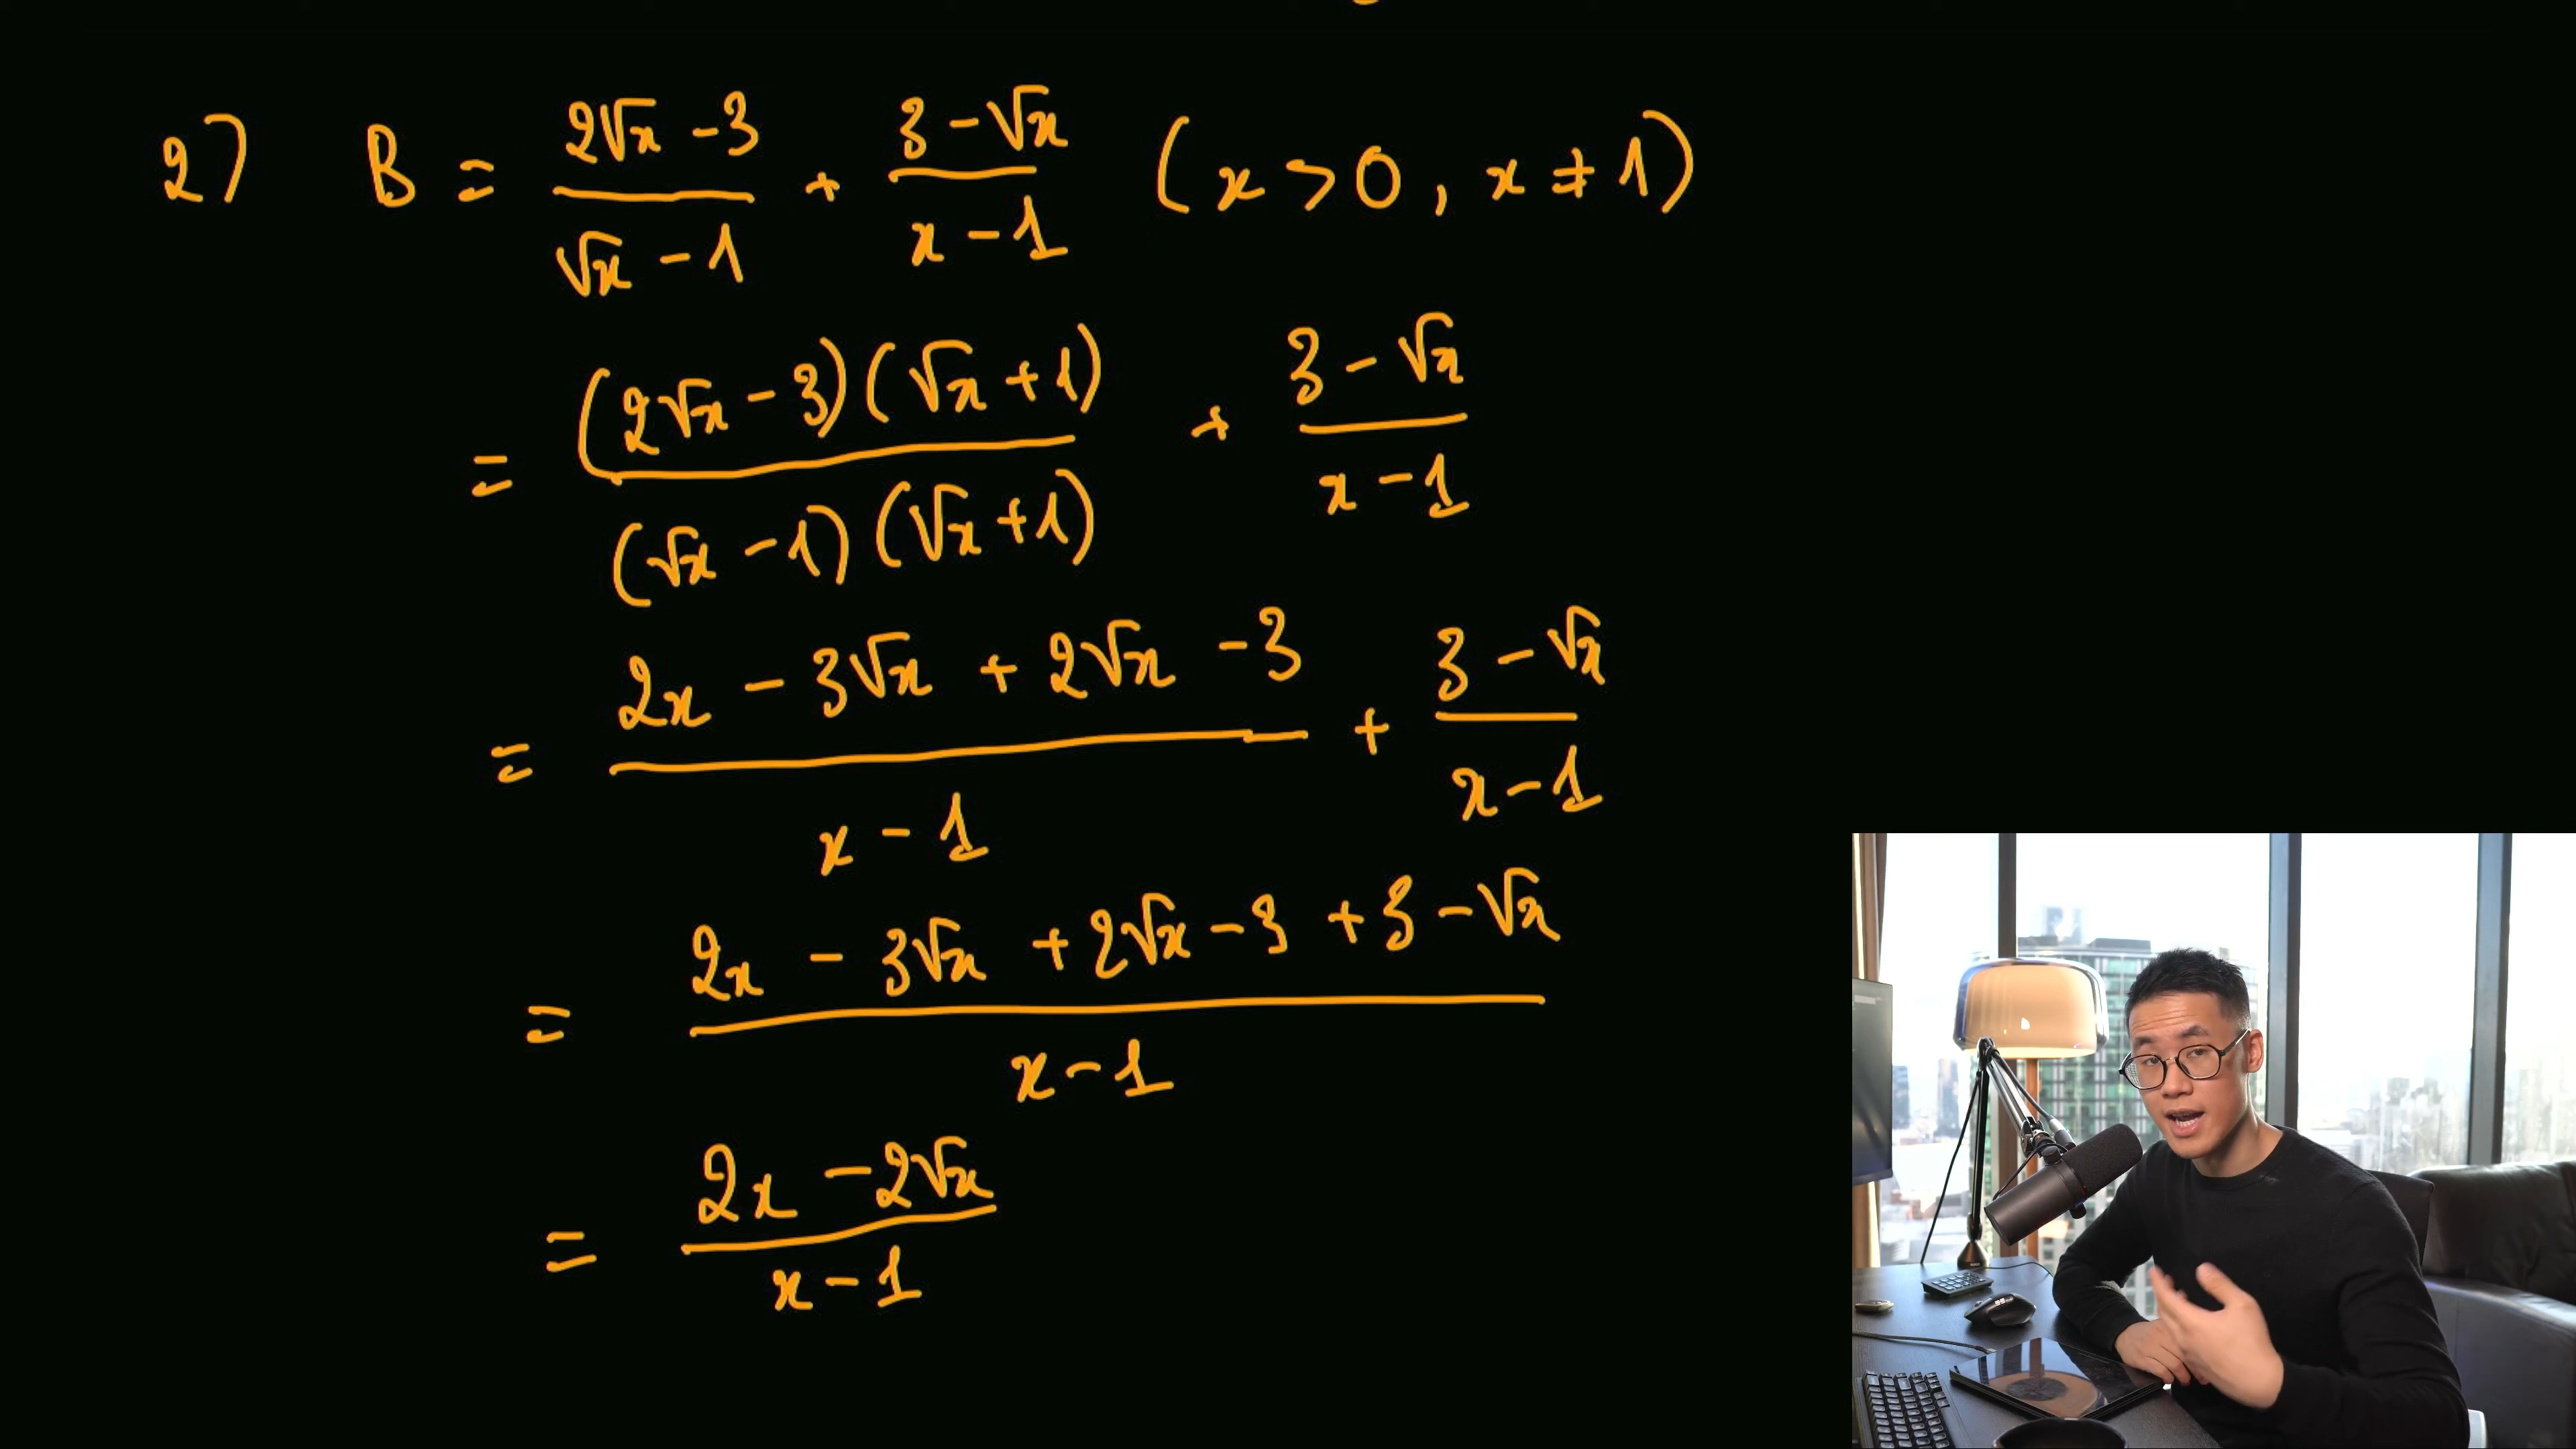 2) B = (2√x - 3)/(√x - 1) + (3 - √x)/(x - 1) (x > 0, x ≠ 1)
= ((2√x - 3)(√x + 1))/((√x - 1)(√x + 1)) + (3 - √x)/(x - 1)
= (2x - 3√x + 2√x - 3)/(x - 1) + (3 - √x)/(x - 1)
= (2x - 3√x + 2√x - 3 + 3 - √x)/(x - 1)
= (2x - 2√x)/(x - 1)